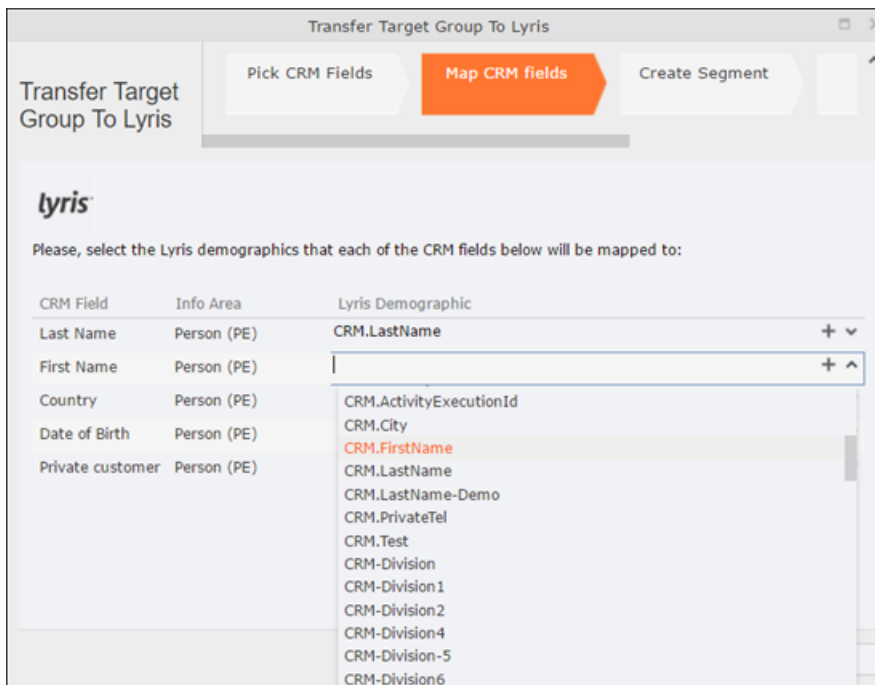 Transfer Target Group To Lyris
Transfer Target
Group To Lyris
Pick CRM Fields
Map CRM fields
Create Segment
lyris
Please, select the Lyris demographics that each of the CRM fields below will be mapped to:
CRM Field Info Area Lyris Demographic
Last Name Person (PE) CRM.LastName
First Name Person (PE)
Country Person (PE)
Date of Birth Person (PE)
Private customer Person (PE)
CRM.ActivityExecutionId
CRM.City
CRM.FirstName
CRM.LastName
CRM.LastName-Demo
CRM.PrivateTel
CRM.Test
CRM-Division
CRM-Division1
CRM-Division2
CRM-Division4
CRM-Division-5
CRM-Division6